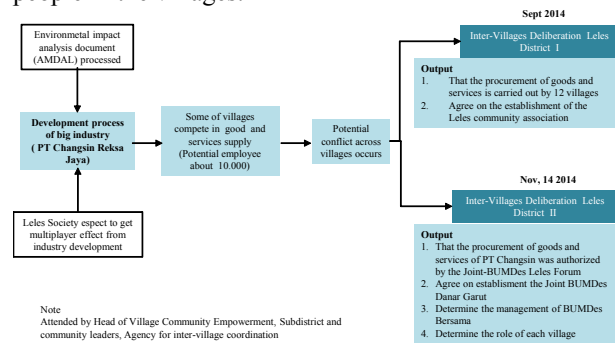 people in the villages.
Environmetal impact
analysis document
(AMDAL) processed
Development process
of big industry
( PT Changsin Reksa
Jaya)
Leles Society espect to get
multiplayer effect from
industry development
Some of villages
compete in good and
services supply
(Potential employee
about 10.000)
Potential
conflict across
villages occurs
Sept 2014
Inter-Villages Deliberation Leles
District I
Output
1. That the procurement of goods and
services is carried out by 12 villages
2. Agree on the establishment of the
Leles community association
Nov, 14 2014
Inter-Villages Deliberation Leles
District II
Output
1. That the procurement of goods and
services of PT Changsin was authorized
by the Joint-BUMDes Leles Forum
2. Agree on establisment the Joint BUMDes
Danar Garut
3. Determine the management of BUMDes
Bersama
4. Determine the role of each village
Note
Attended by Head of Village Community Empowerment, Subdistrict and
community leaders, Agency for inter-village coordination